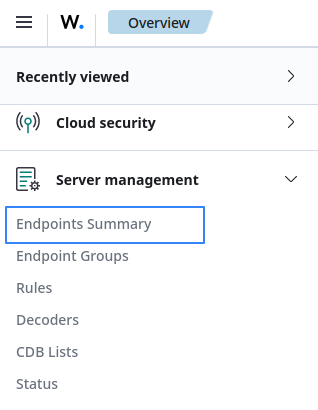 W.
Overview
Recently viewed
Cloud security
Server management
Endpoints Summary
Endpoint Groups
Rules
Decoders
CDB Lists
Status